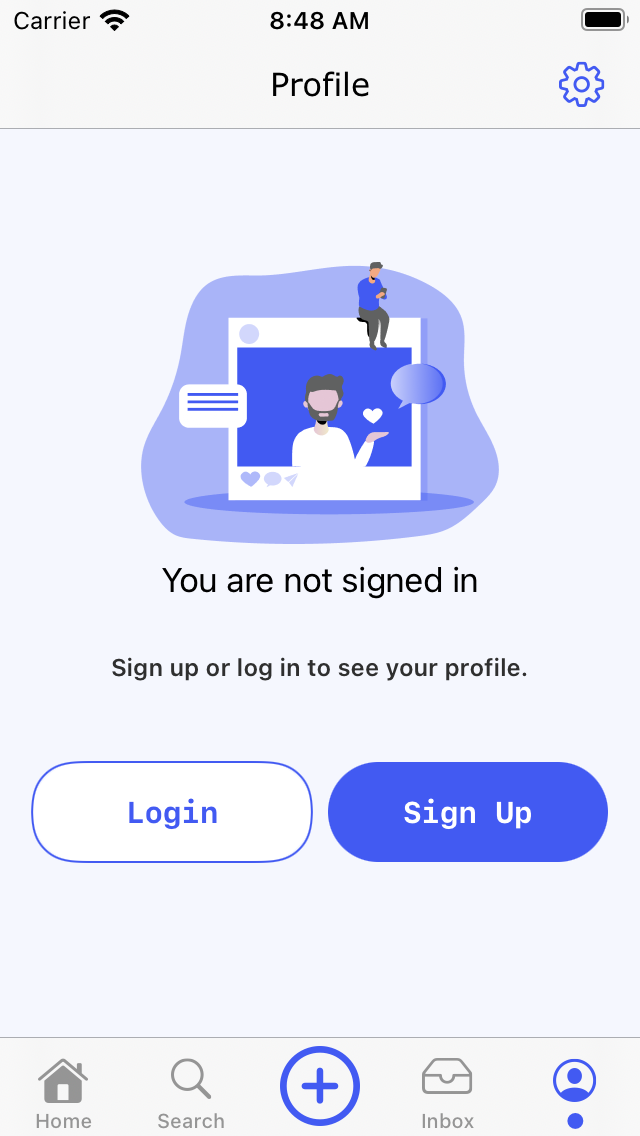 Carrier 8:48 AM
Profile
You are not signed in
Sign up or log in to see your profile.
Login Sign Up
Home Search Inbox